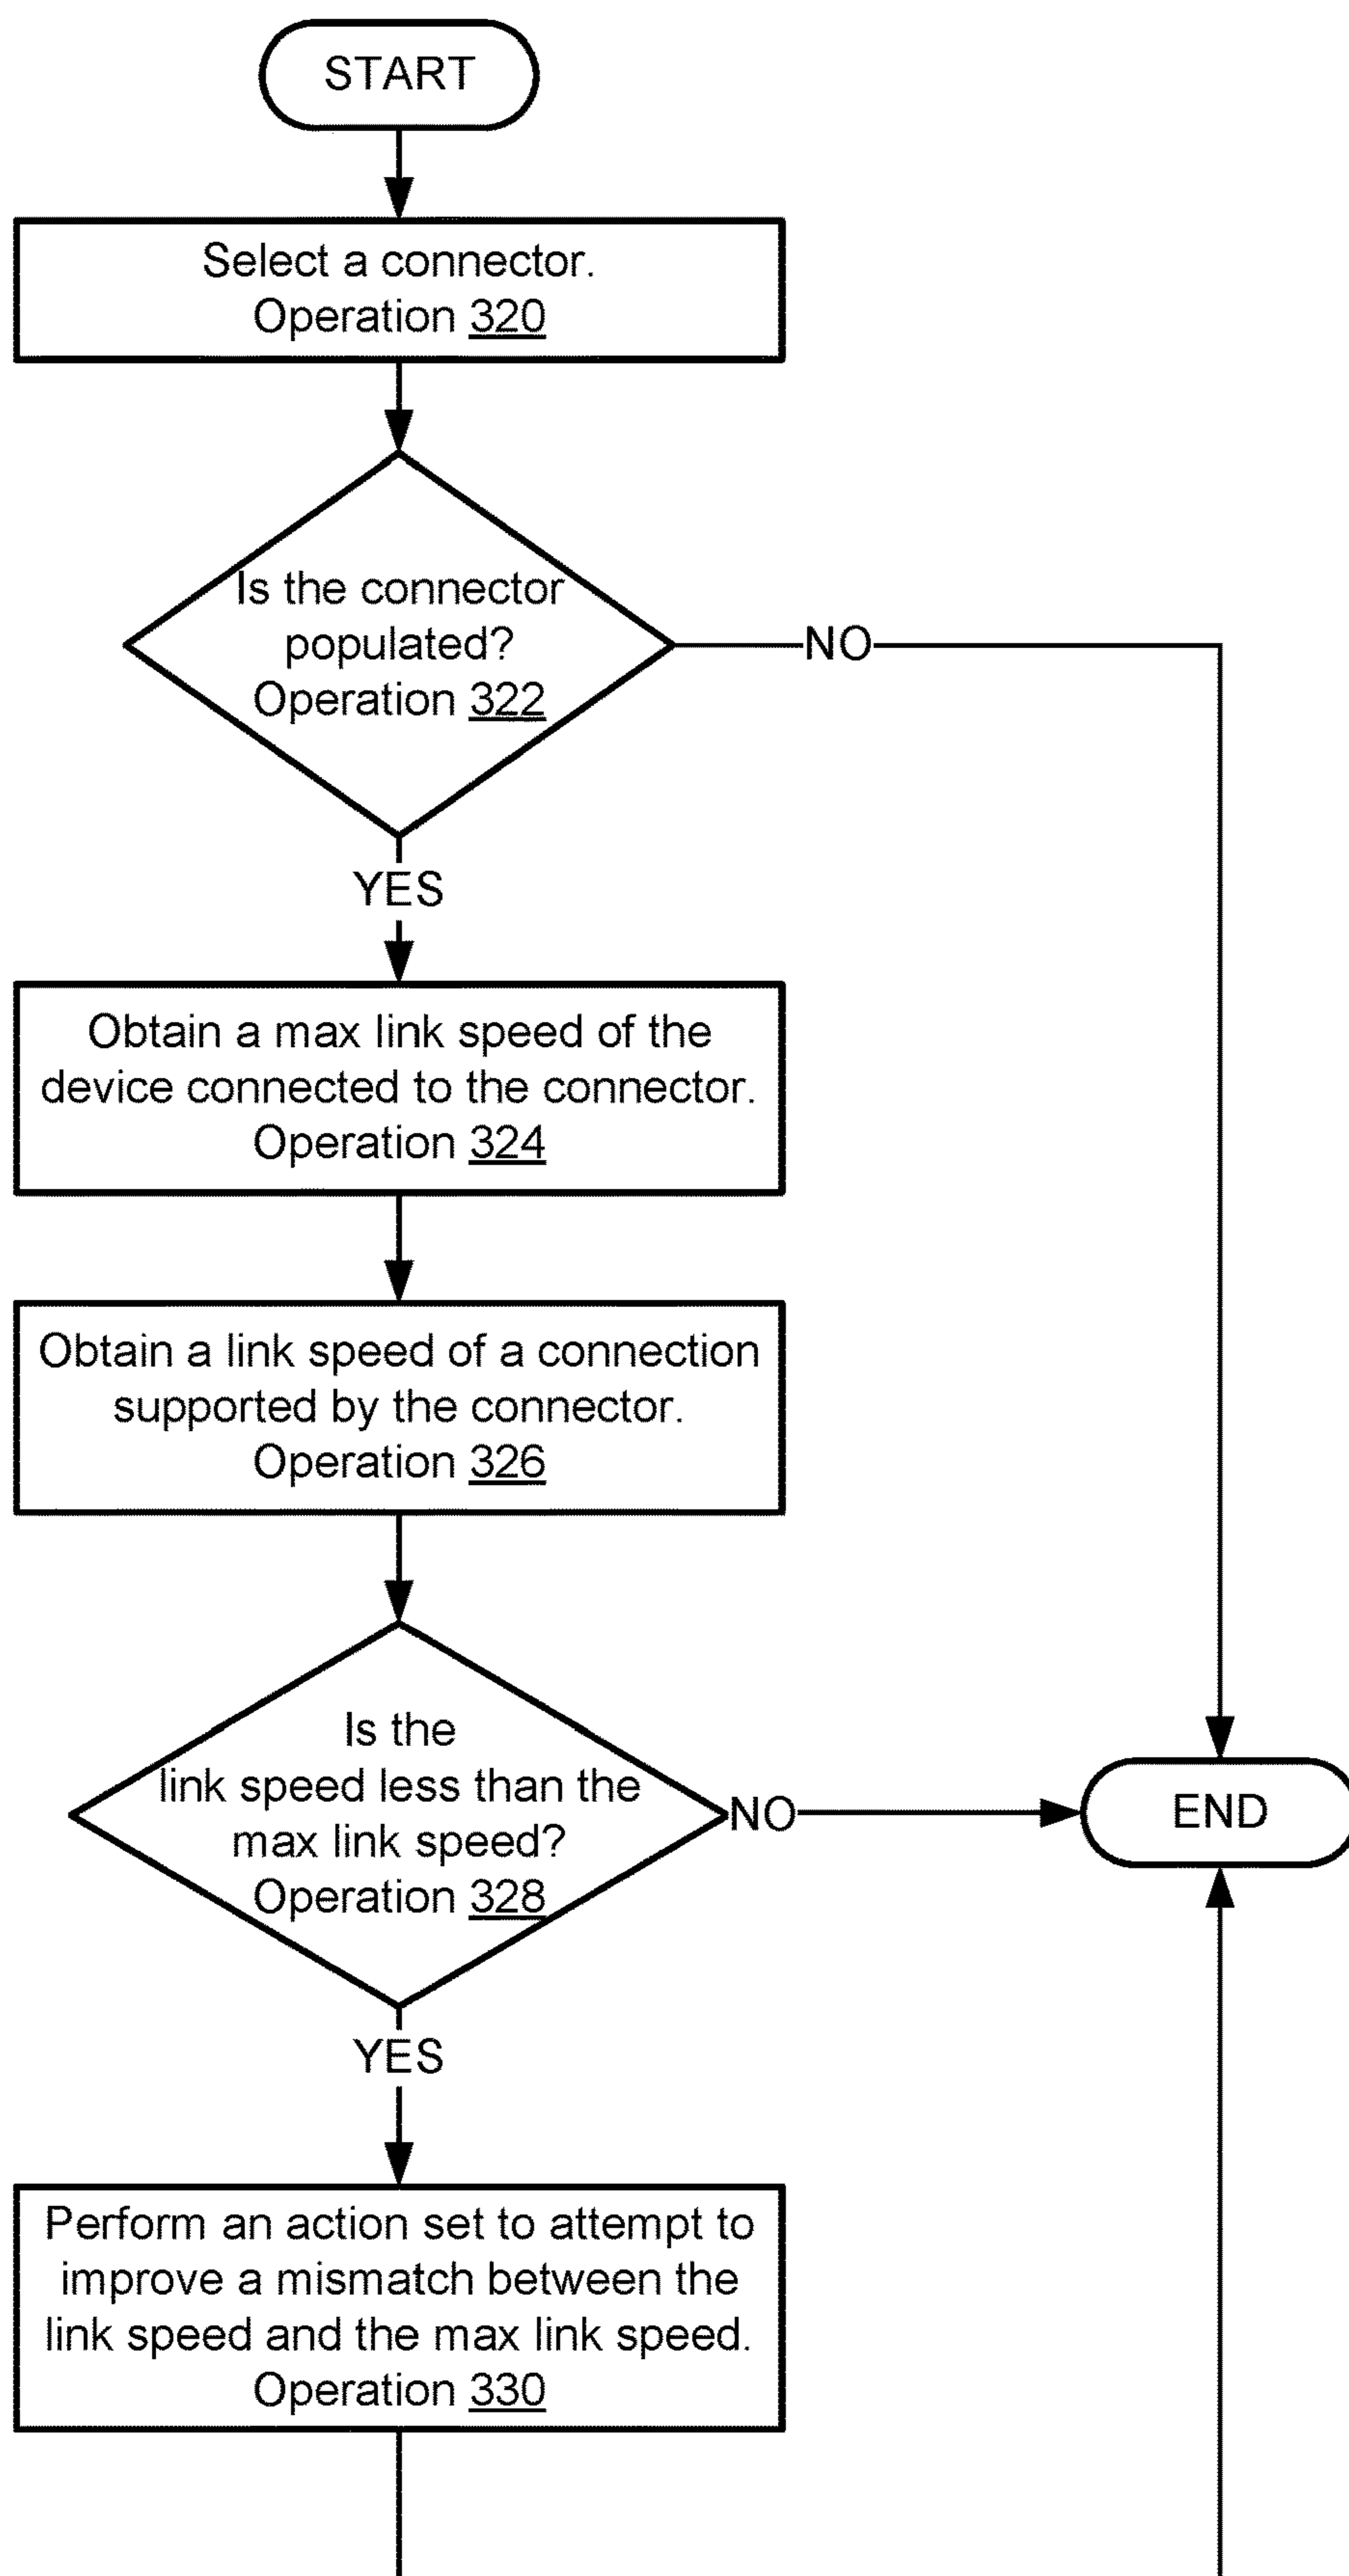 START
Select a connector.
Operation 320
Is the connector
populated?
Operation 322
NO
YES
Obtain a max link speed of the
device connected to the connector.
Operation 324
Obtain a link speed of a connection
supported by the connector.
Operation 326
Is the
link speed less than the
max link speed?
Operation 328
NO
END
YES
Perform an action set to attempt to
improve a mismatch between the
link speed and the max link speed.
Operation 330